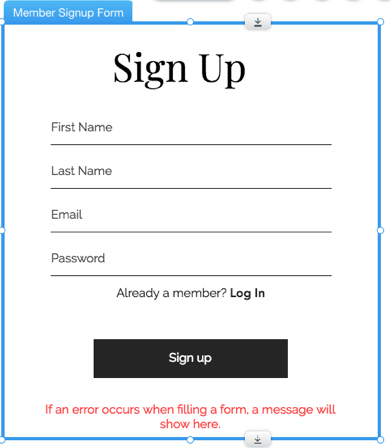 Member Signup Form
Sign Up
First Name
Last Name
Email
Password
Already a member? Log In
Sign up
If an error occurs when filling a form, a message will
show here.